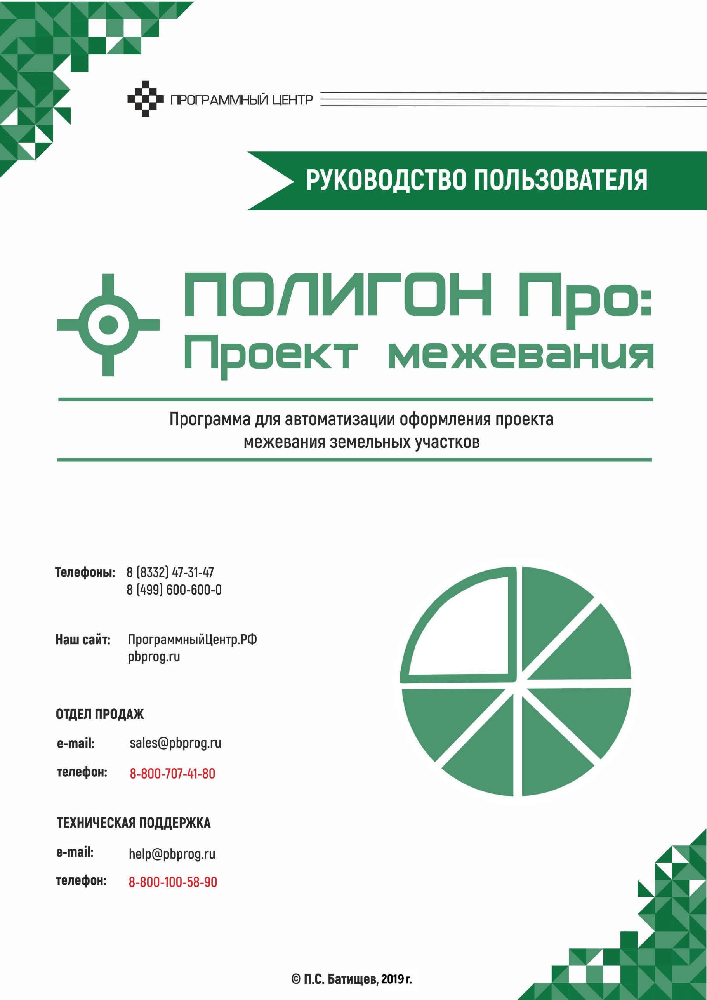 ПРОГРАММНЫЙ ЦЕНТР
РУКОВОДСТВО ПОЛЬЗОВАТЕЛЯ
ПОЛИГОН Про:
Проект межевания
Программа для автоматизации оформления проекта
межевания земельных участков
Телефоны: 8 (8332) 47-31-47
8 (499) 600-600-0
Наш сайт: ПрограммныйЦентр.РФ
pbprog.ru
ОТДЕЛ ПРОДАЖ
e-mail: sales@pbprog.ru
телефон: 8-800-707-41-80
ТЕХНИЧЕСКАЯ ПОДДЕРЖКА
e-mail: help@pbprog.ru
телефон: 8-800-100-58-90
© П.С. Батищев, 2019 г.